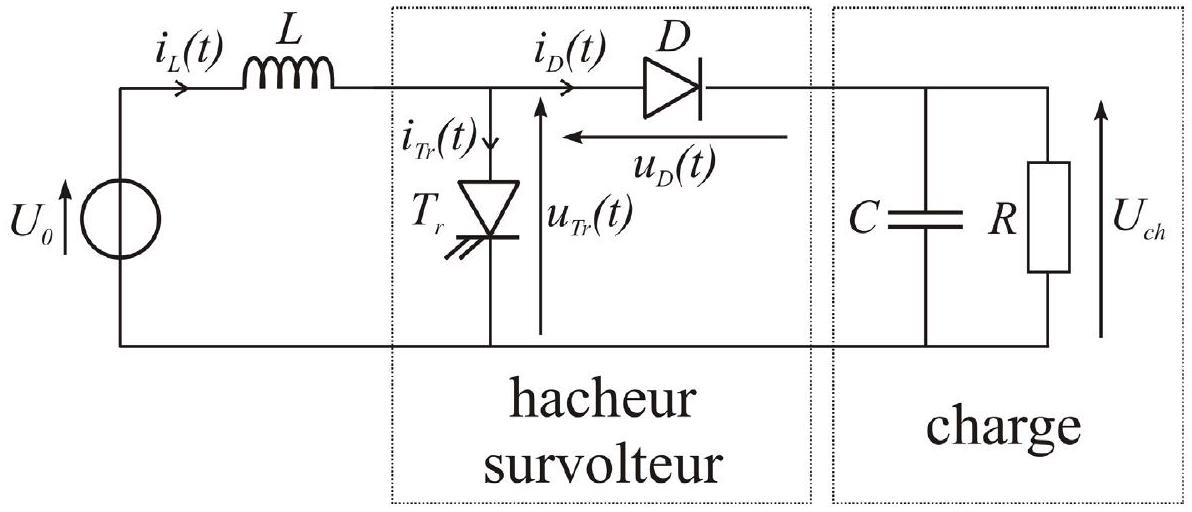 i_L(t)
L
i_D(t)
D
i_Tr(t)
u_D(t)
U_0
T_r
u_Tr(t)
C
R
U_ch
hacheur
survolteur
charge